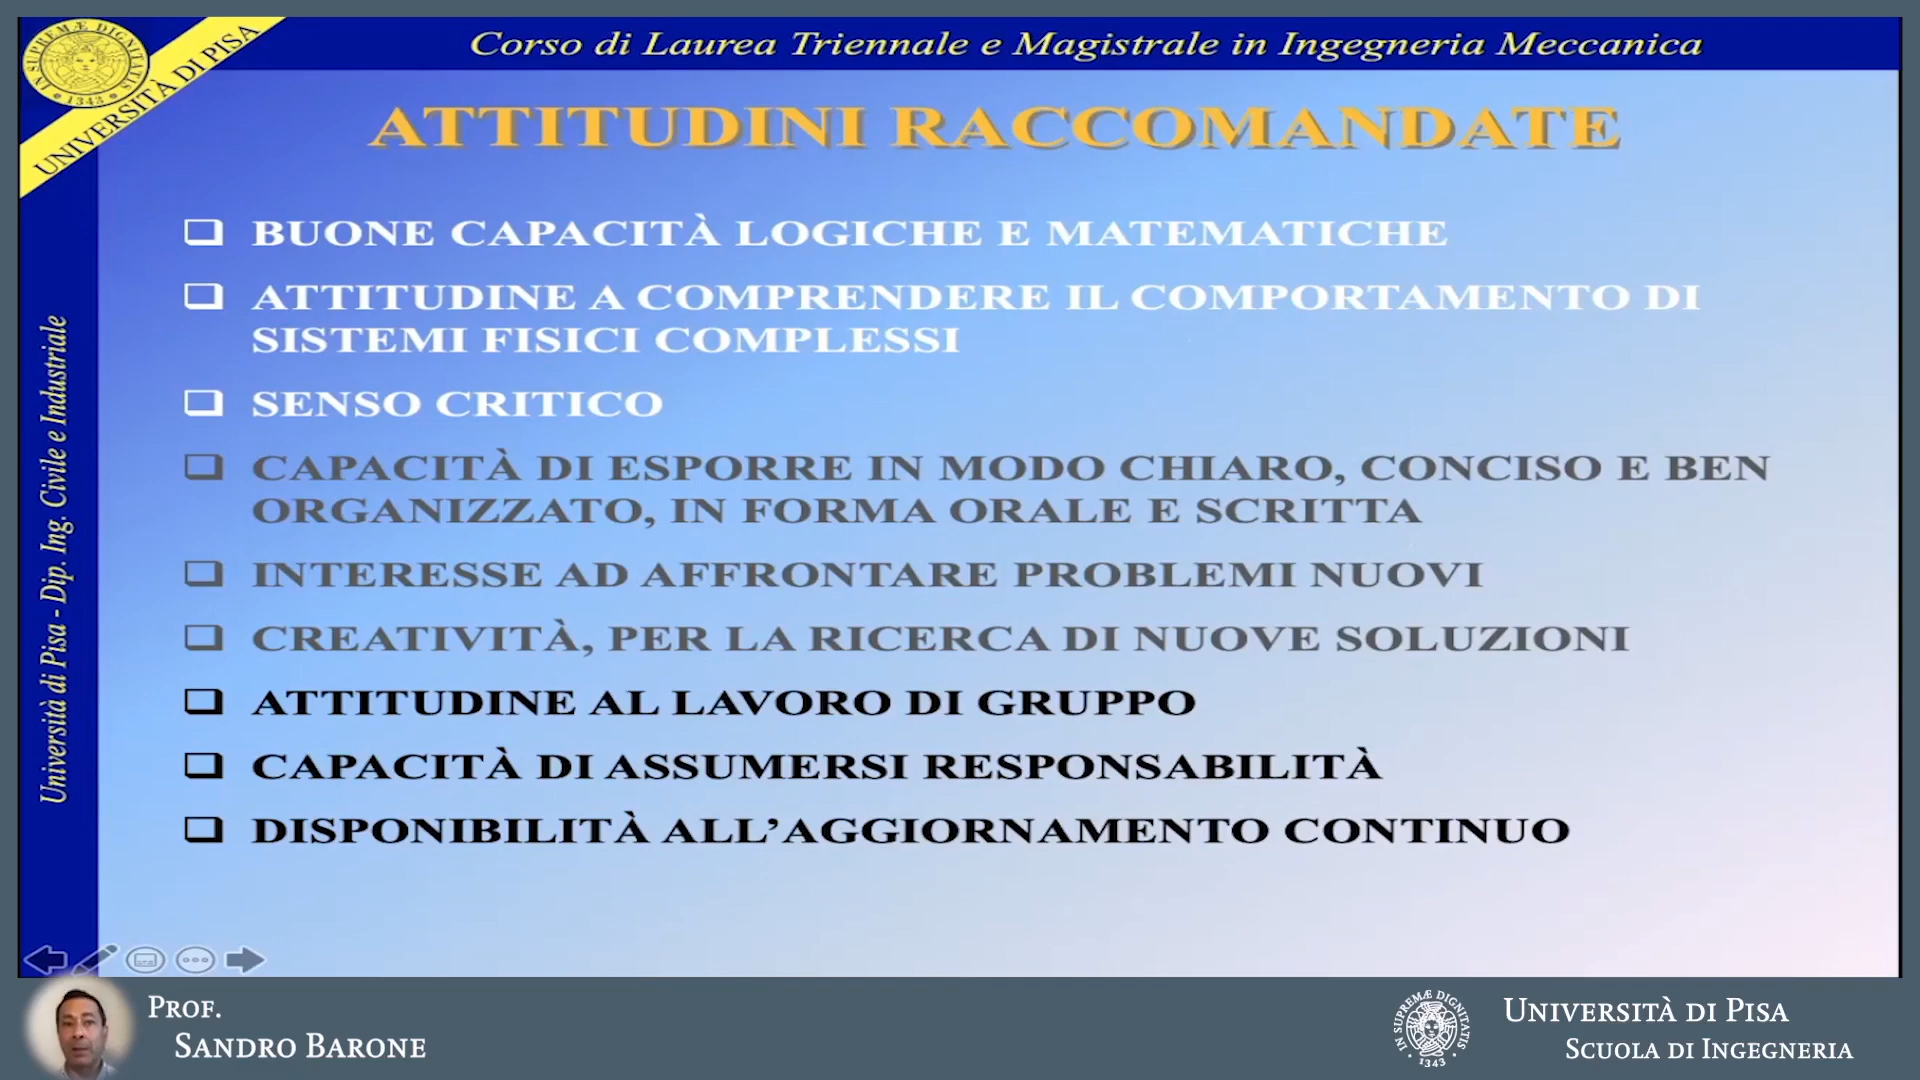 IN SUPREMÆ DIGNITATIS
1343
UNIVERSITÀ DI PISA
Corso di Laurea Triennale e Magistrale in Ingegneria Meccanica
Università di Pisa - Dip. Ing. Civile e Industriale
ATTITUDINI RACCOMANDATE
BUONE CAPACITÀ LOGICHE E MATEMATICHE
ATTITUDINE A COMPRENDERE IL COMPORTAMENTO DI
SISTEMI FISICI COMPLESSI
SENSO CRITICO
CAPACITÀ DI ESPORRE IN MODO CHIARO, CONCISO E BEN
ORGANIZZATO, IN FORMA ORALE E SCRITTA
INTERESSE AD AFFRONTARE PROBLEMI NUOVI
CREATIVITÀ, PER LA RICERCA DI NUOVE SOLUZIONI
ATTITUDINE AL LAVORO DI GRUPPO
CAPACITÀ DI ASSUMERSI RESPONSABILITÀ
DISPONIBILITÀ ALL’AGGIORNAMENTO CONTINUO
PROF.
SANDRO BARONE
IN SUPREMÆ DIGNITATIS
1343
UNIVERSITÀ DI PISA
SCUOLA DI INGEGNERIA